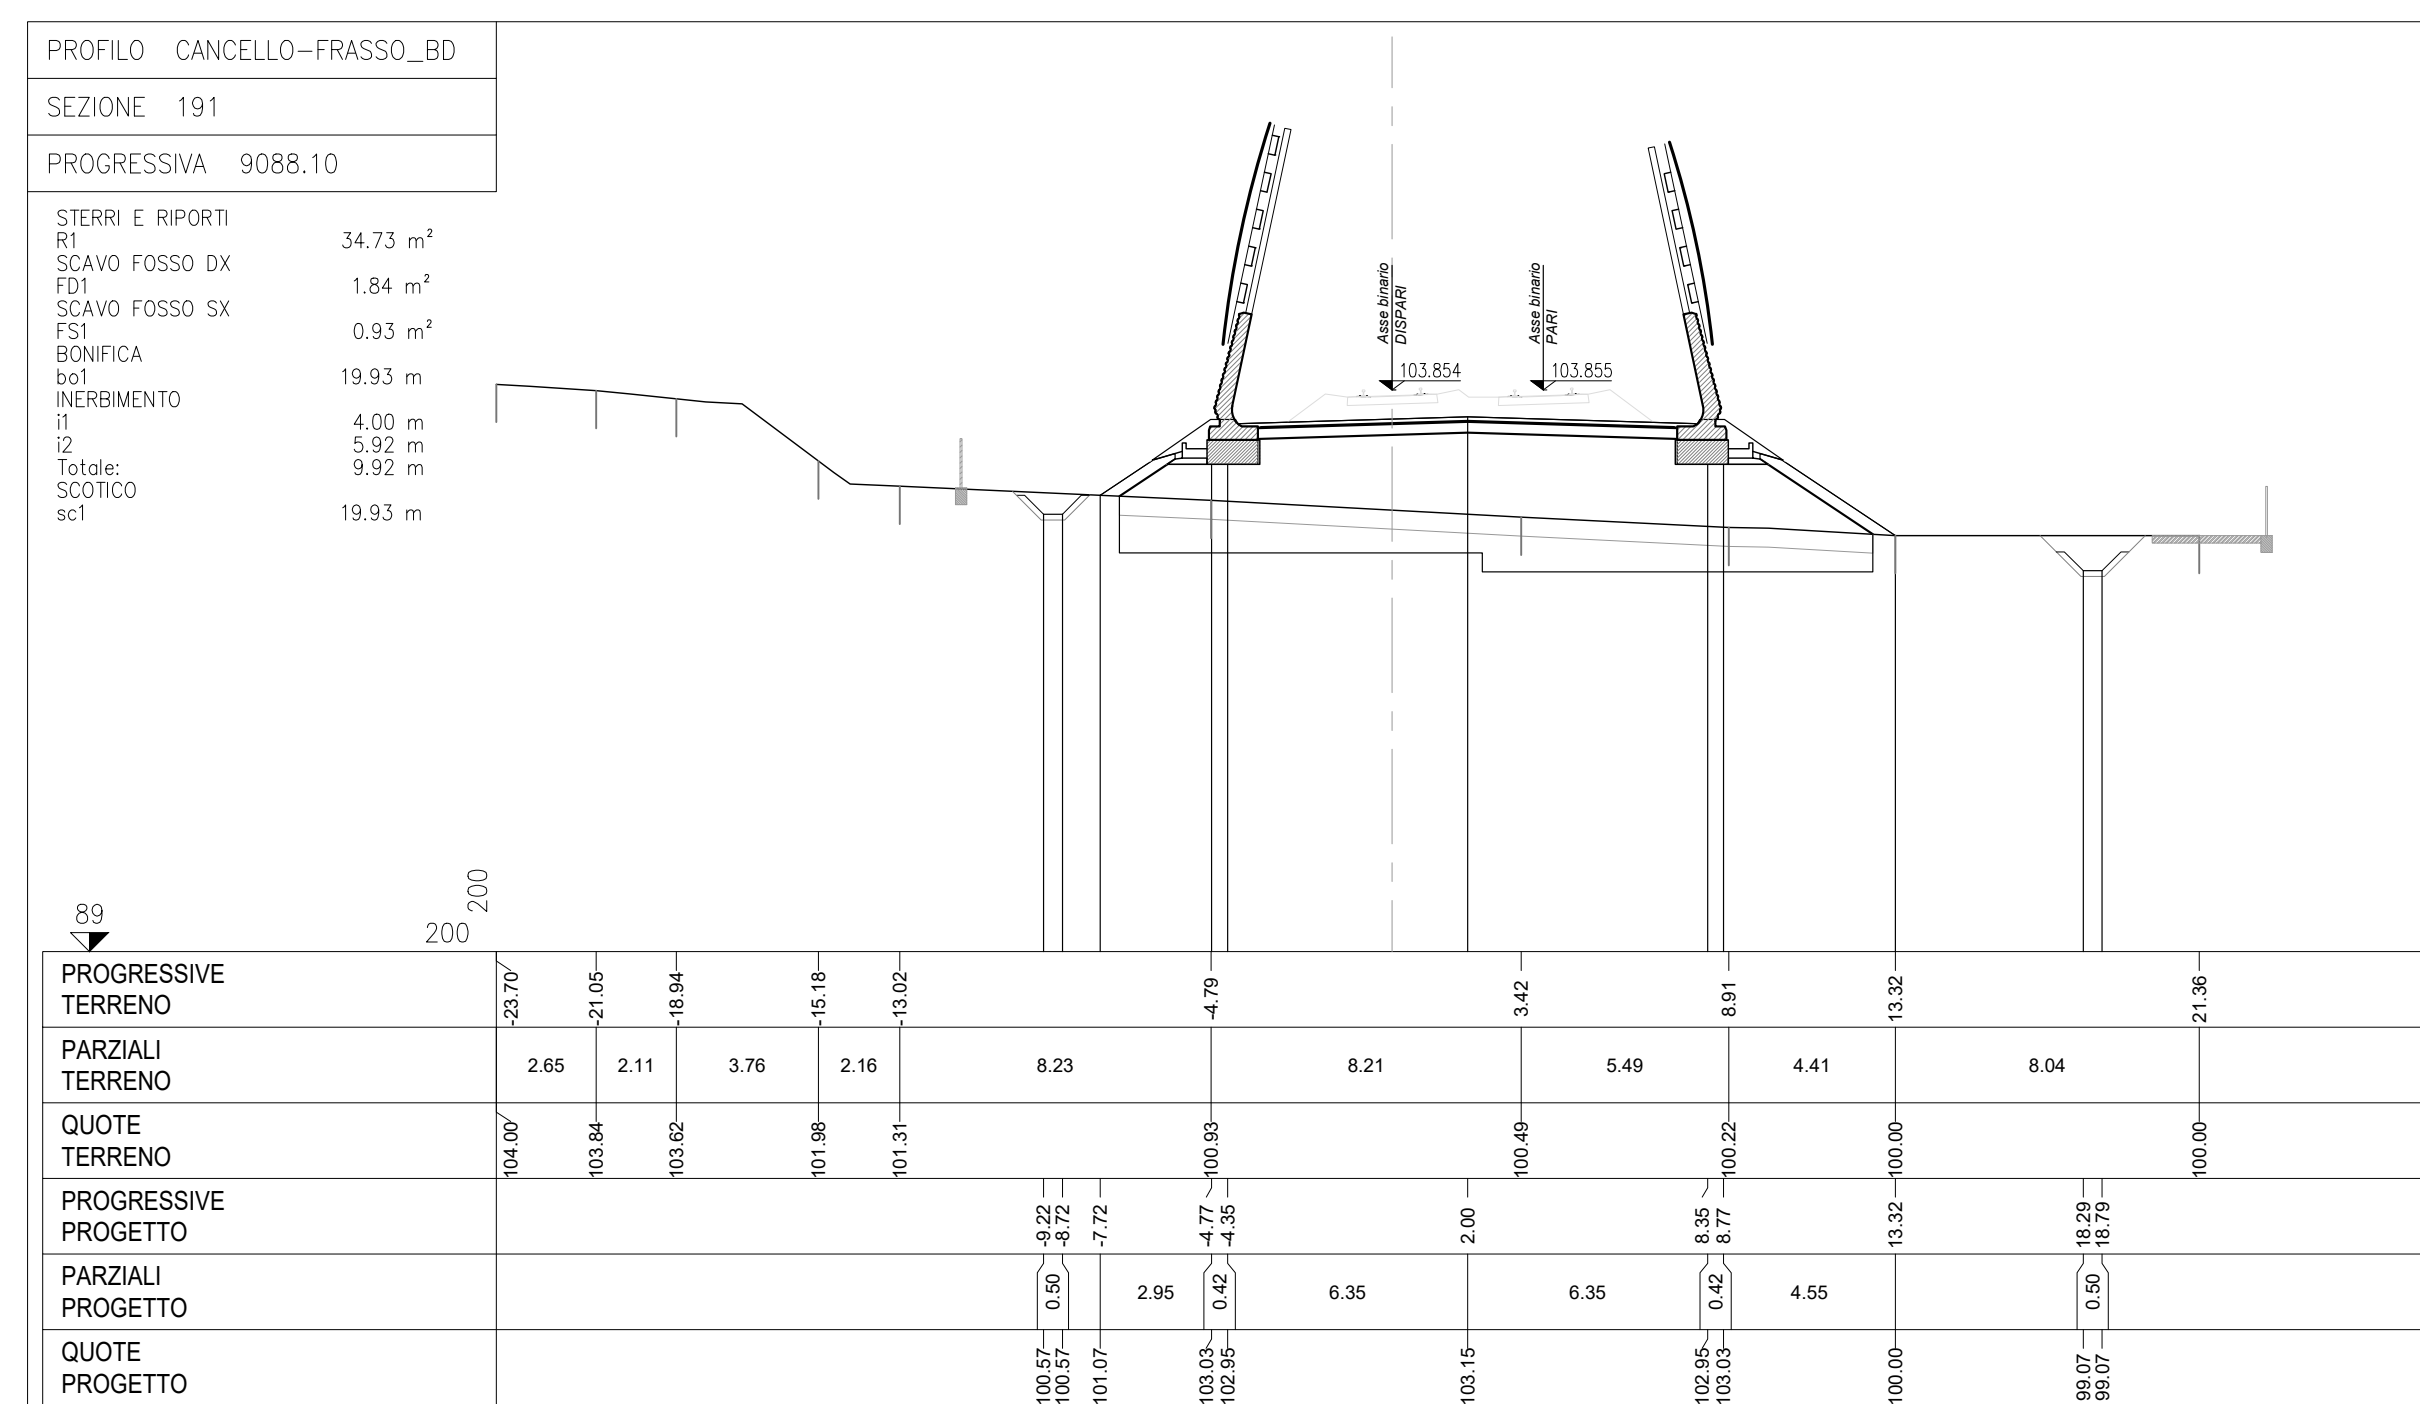 PROFILO CANCELLO-FRASSO_BD
SEZIONE 191
PROGRESSIVA 9088.10
STERRI E RIPORTI
R1 34.73 m²
SCAVO FOSSO DX
FD1 1.84 m²
SCAVO FOSSO SX
FS1 0.93 m²
BONIFICA
bo1 19.93 m
INERBIMENTO
i1 4.00 m
i2 5.92 m
Totale: 9.92 m
SCOTICO
sc1 19.93 m
Asse binario
DISPARI
103.854
Asse binario
PARI
103.855
89
200
200
PROGRESSIVE
TERRENO
-23.70 -21.05 -18.94 -15.18 -13.02 -4.79 3.42 8.91 13.32 21.36
PARZIALI
TERRENO
2.65 2.11 3.76 2.16 8.23 8.21 5.49 4.41 8.04
QUOTE
TERRENO
104.00 103.84 103.62 101.98 101.31 100.93 100.49 100.22 100.00 100.00
PROGRESSIVE
PROGETTO
-9.22 -8.72 -7.72 -4.77 -4.35 2.00 8.35 8.77 13.32 18.29 18.79
PARZIALI
PROGETTO
0.50 2.95 0.42 6.35 6.35 0.42 4.55 0.50
QUOTE
PROGETTO
100.57 100.57 101.07 103.03 102.95 103.15 102.95 103.03 100.00 99.07 99.07